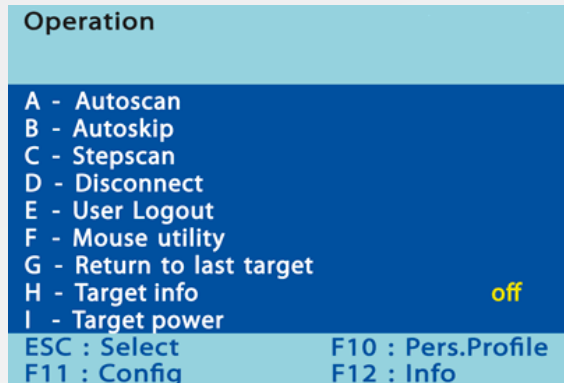 Operation
A - Autoscan
B - Autoskip
C - Stepscan
D - Disconnect
E - User Logout
F - Mouse utility
G - Return to last target
H - Target info off
I - Target power
ESC : Select F10 : Pers.Profile
F11 : Config F12 : Info